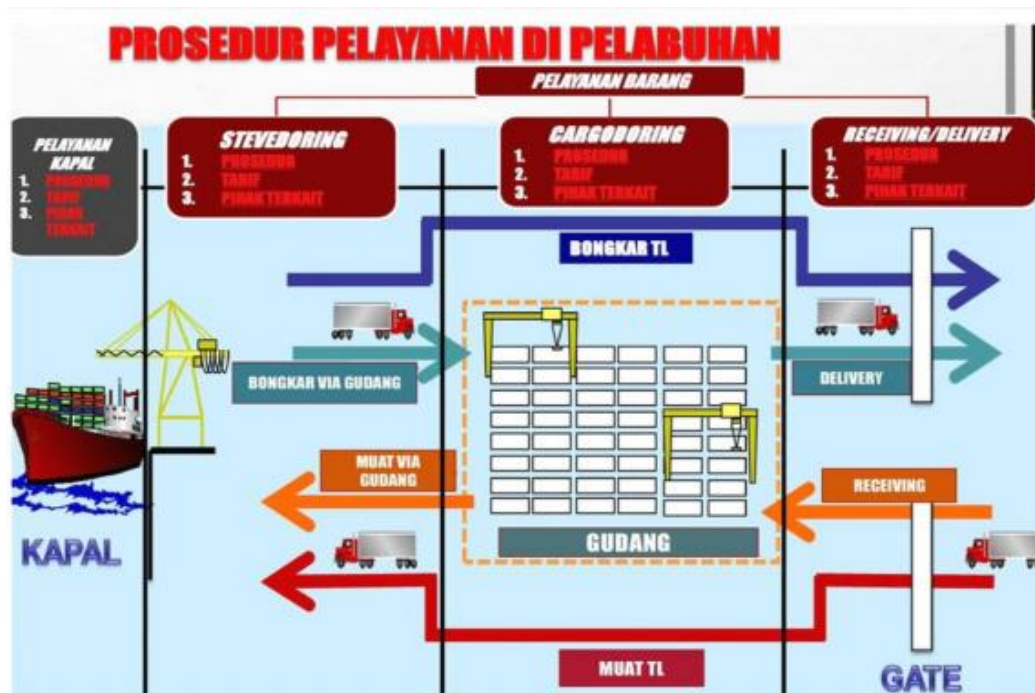 PROSEDUR PELAYANAN DI PELABUHAN
PELAYANAN BARANG
PELAYANAN
KAPAL
1. PROSEDUR
2. TARIF
3. PIHAK
TERKAIT
STEVEDORING
1. PROSEDUR
2. TARIF
3. PIHAK TERKAIT
CARGODORING
1. PROSEDUR
2. TARIF
3. PIHAK TERKAIT
RECEIVING/DELIVERY
1. PROSEDUR
2. TARIF
3. PIHAK TERKAIT
BONGKAR TL
BONGKAR VIA GUDANG
DELIVERY
MUAT VIA
GUDANG
RECEIVING
GUDANG
KAPAL
MUAT TL
GATE